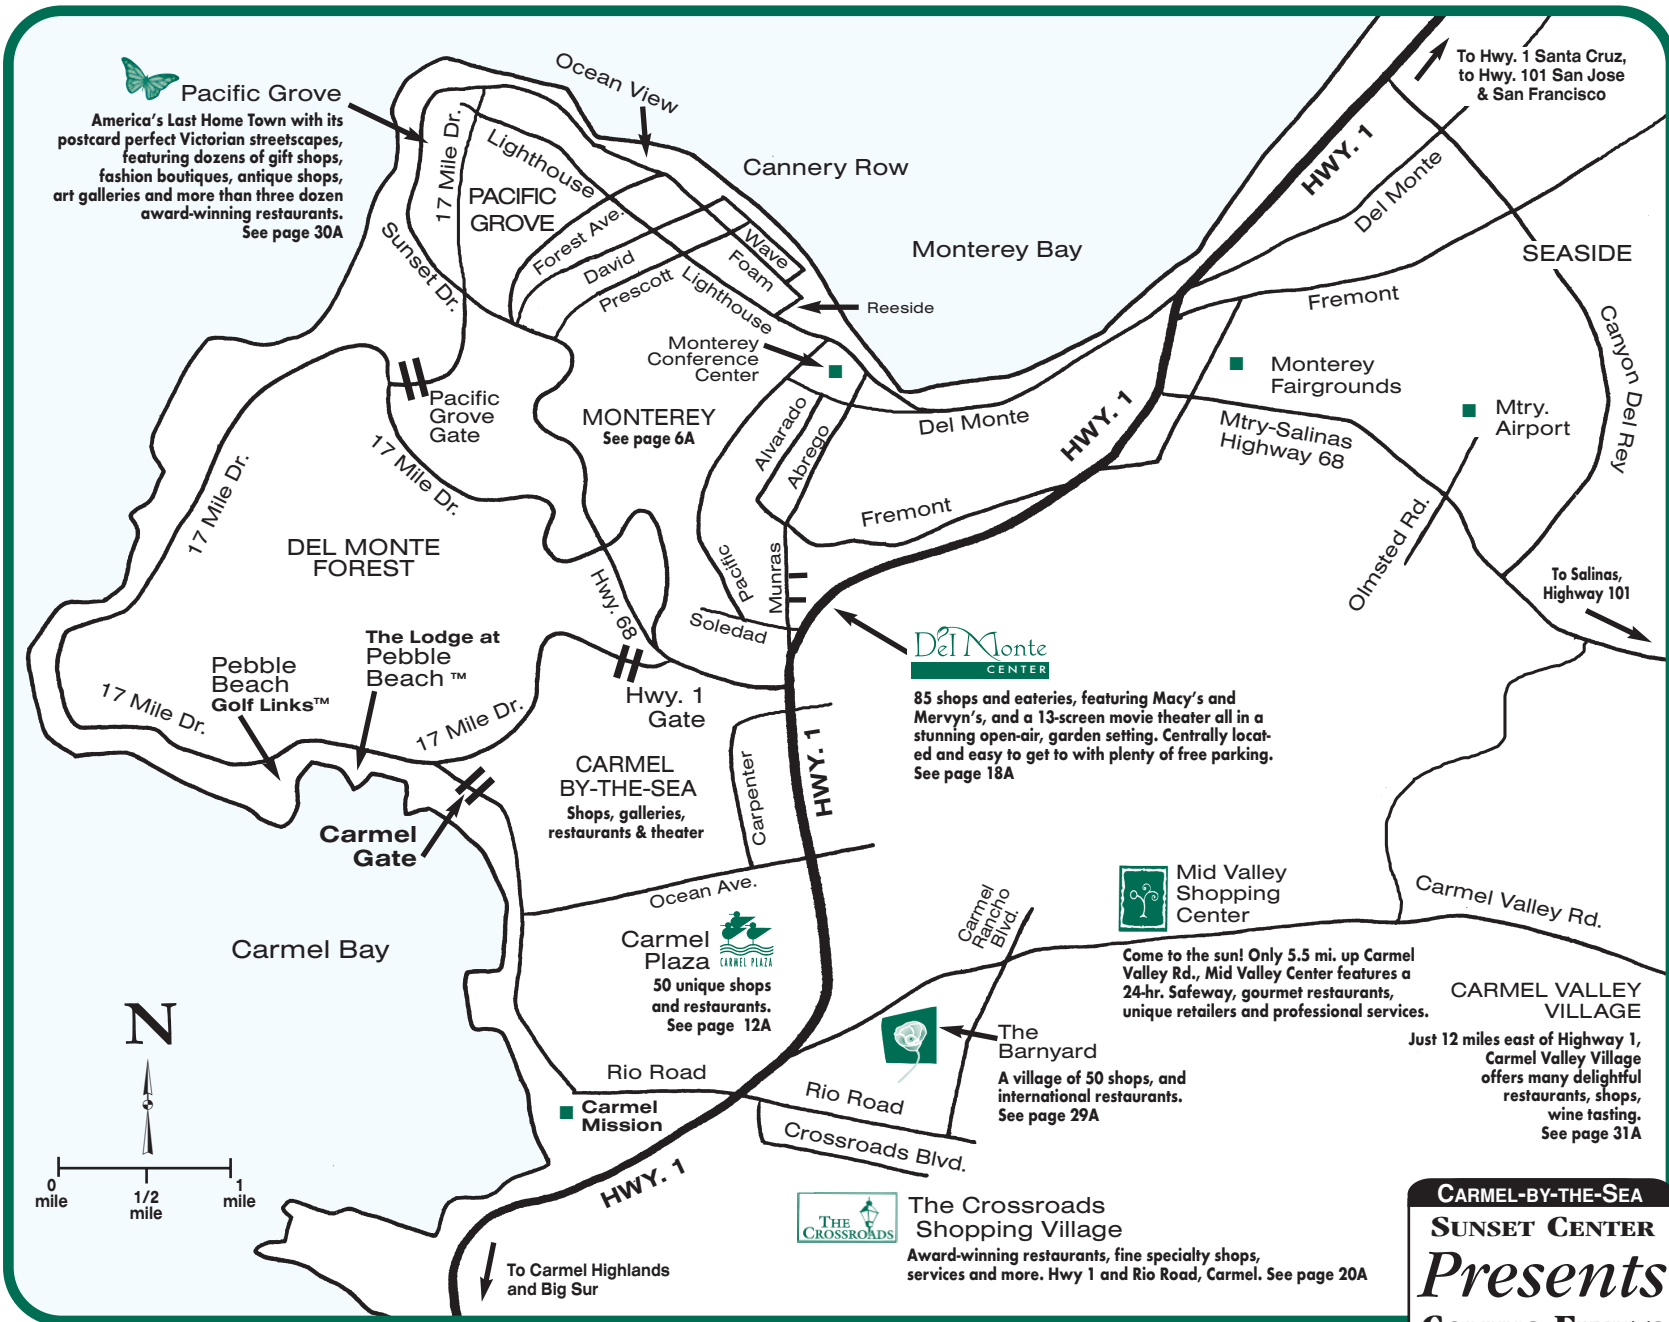 Pacific Grove
America's Last Home Town with its
postcard perfect Victorian streetscapes,
featuring dozens of gift shops,
fashion boutiques, antique shops,
art galleries and more than three dozen
award-winning restaurants.
See page 30A
Ocean View
Cannery Row
Monterey Bay
To Hwy. 1 Santa Cruz,
to Hwy. 101 San Jose
& San Francisco
HWY. 1
Del Monte
SEASIDE
17 Mile Dr.
Lighthouse
PACIFIC
GROVE
Sunset Dr.
Forest Ave.
David
Prescott
Wave
Foam
Lighthouse
Reeside
Fremont
Canyon Del Rey
Monterey
Conference
Center
Monterey
Fairgrounds
Mtry.
Airport
Pacific
Grove
Gate
MONTEREY
See page 6A
Alvarado
Abrego
Del Monte
HWY. 1
Mtry-Salinas
Highway 68
17 Mile Dr.
17 Mile Dr.
Fremont
Olmsted Rd.
DEL MONTE
FOREST
Hwy. 68
Pacific
Munras
Soledad
To Salinas,
Highway 101
Del Monte
CENTER
85 shops and eateries, featuring Macy's and
Mervyn's, and a 13-screen movie theater all in a
stunning open-air, garden setting. Centrally locat-
ed and easy to get to with plenty of free parking.
See page 18A
The Lodge at
Pebble
Beach ™
Pebble
Beach
Golf Links™
17 Mile Dr.
17 Mile Dr.
Hwy. 1
Gate
CARMEL
BY-THE-SEA
Shops, galleries,
restaurants & theater
Carpenter
HWY. 1
Carmel
Gate
Ocean Ave.
Carmel Bay
Carmel
Plaza
CARMEL PLAZA
50 unique shops
and restaurants.
See page 12A
Carmel
Rancho
Blvd.
Mid Valley
Shopping
Center
Come to the sun! Only 5.5 mi. up Carmel
Valley Rd., Mid Valley Center features a
24-hr. Safeway, gourmet restaurants,
unique retailers and professional services.
Carmel Valley Rd.
CARMEL VALLEY
VILLAGE
Just 12 miles east of Highway 1,
Carmel Valley Village
offers many delightful
restaurants, shops,
wine tasting.
See page 31A
The
Barnyard
A village of 50 shops, and
international restaurants.
See page 29A
N
0
mile
1/2
mile
1
mile
Rio Road
Carmel
Mission
Rio Road
Crossroads Blvd.
HWY. 1
THE
CROSSROADS
The Crossroads
Shopping Village
Award-winning restaurants, fine specialty shops,
services and more. Hwy 1 and Rio Road, Carmel. See page 20A
To Carmel Highlands
and Big Sur
CARMEL-BY-THE-SEA
SUNSET CENTER
Presents